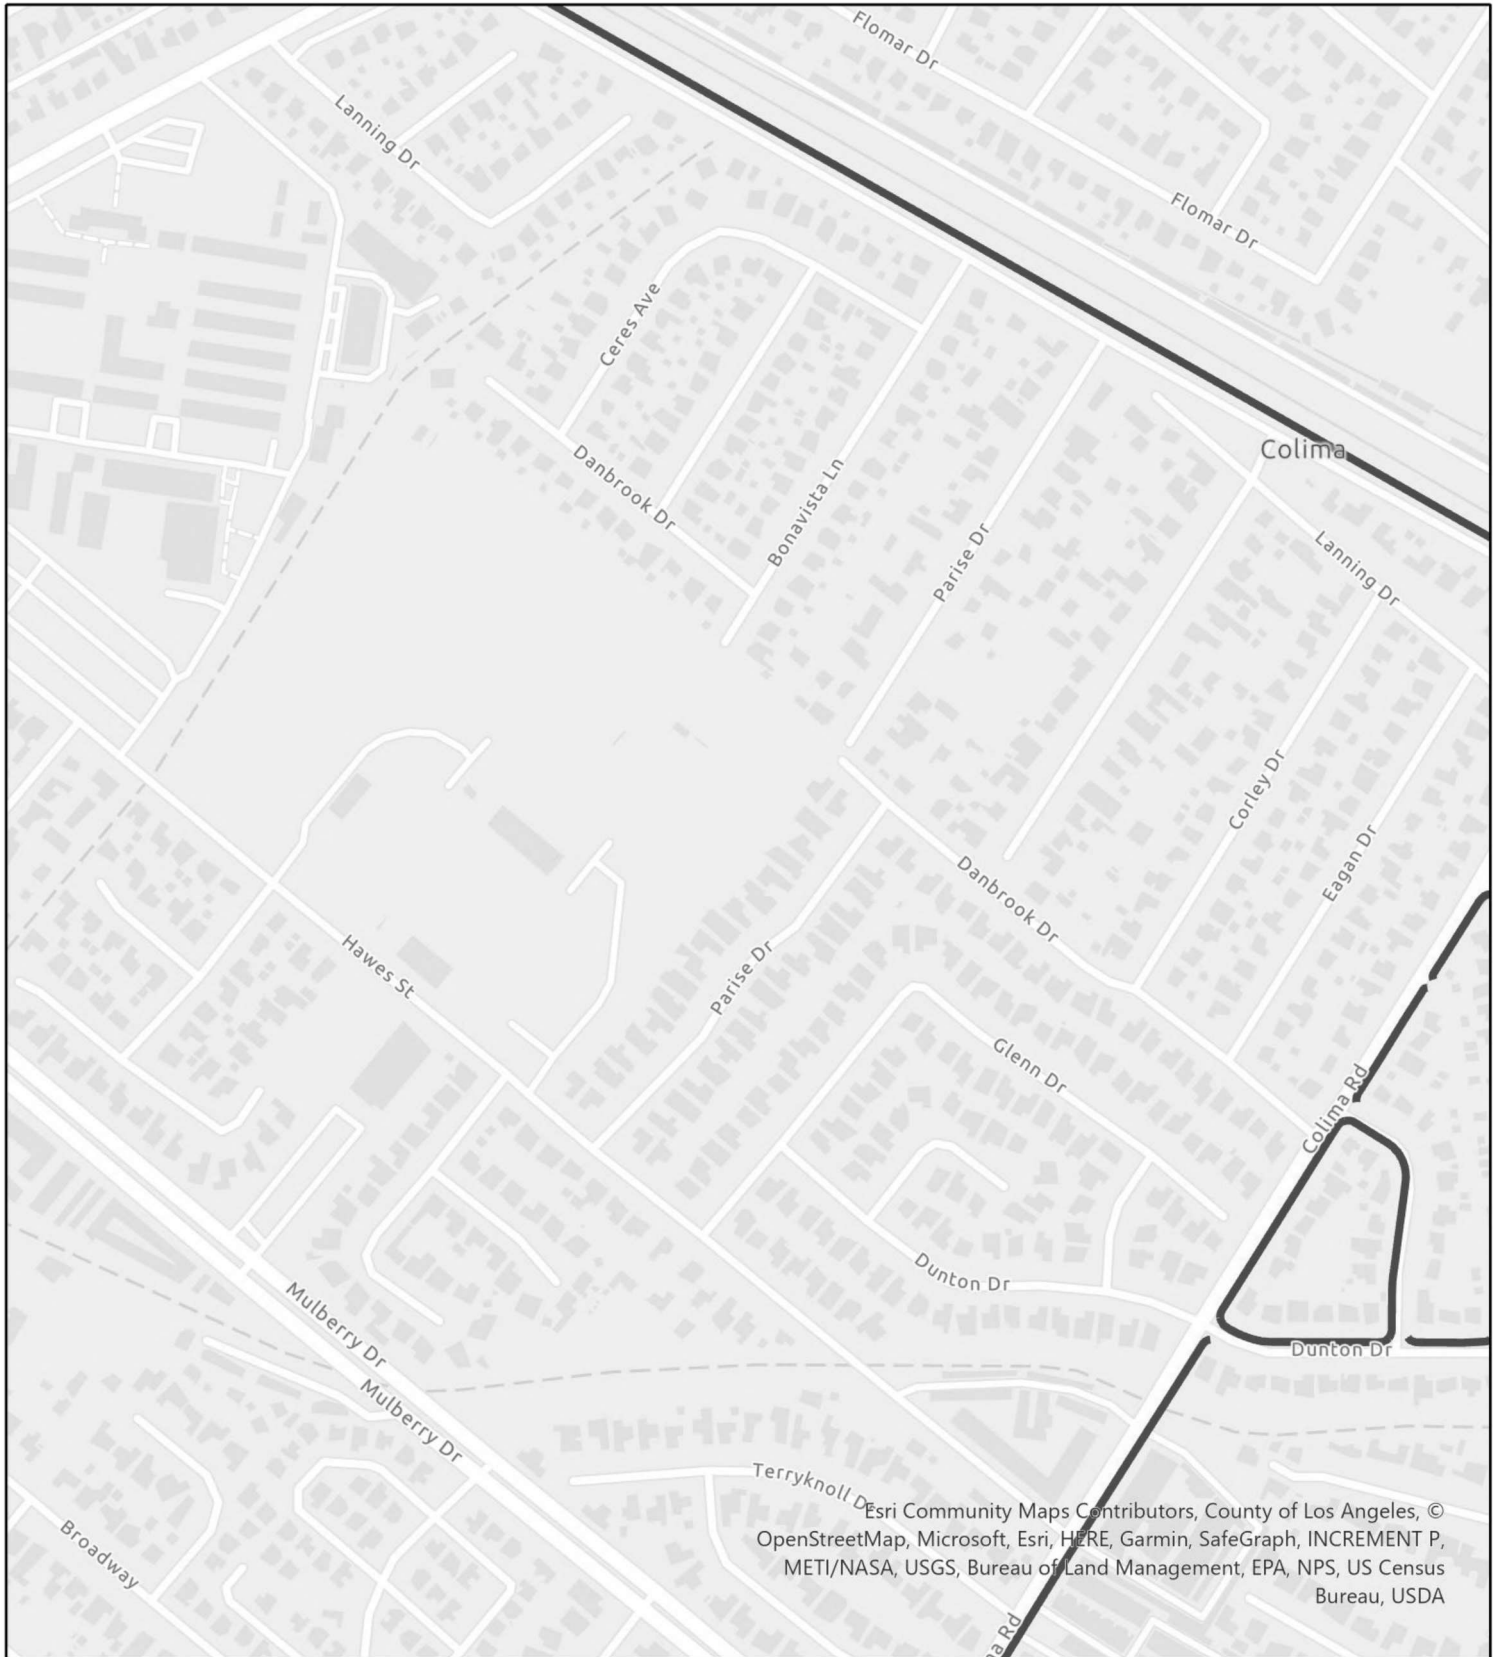 Flomar Dr
Lanning Dr
Flomar Dr
Ceres Ave
Colima
Danbrook Dr
Bonavista Ln
Parise Dr
Lanning Dr
Corley Dr
Eagan Dr
Danbrook Dr
Hawes St
Parise Dr
Glenn Dr
Colima Rd
Dunton Dr
Mulberry Dr
Dunton Dr
Mulberry Dr
Terryknoll Dr
Broadway
Esri Community Maps Contributors, County of Los Angeles, ©
OpenStreetMap, Microsoft, Esri, HERE, Garmin, SafeGraph, INCREMENT P,
METI/NASA, USGS, Bureau of Land Management, EPA, NPS, US Census
Bureau, USDA
na Rd